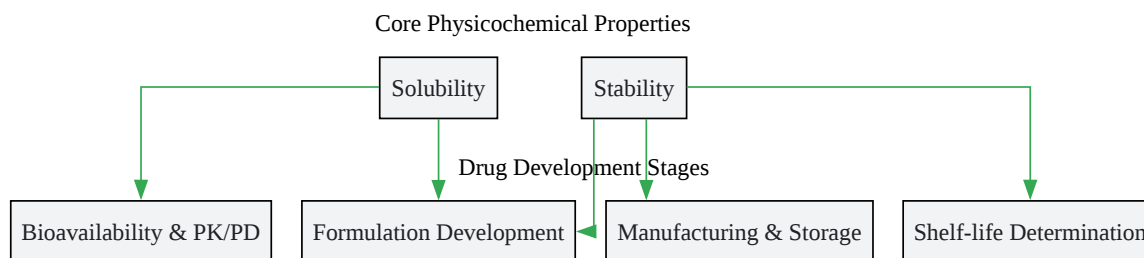 Core Physicochemical Properties
Solubility
Stability
Drug Development Stages
Bioavailability & PK/PD
Formulation Development
Manufacturing & Storage
Shelf-life Determination